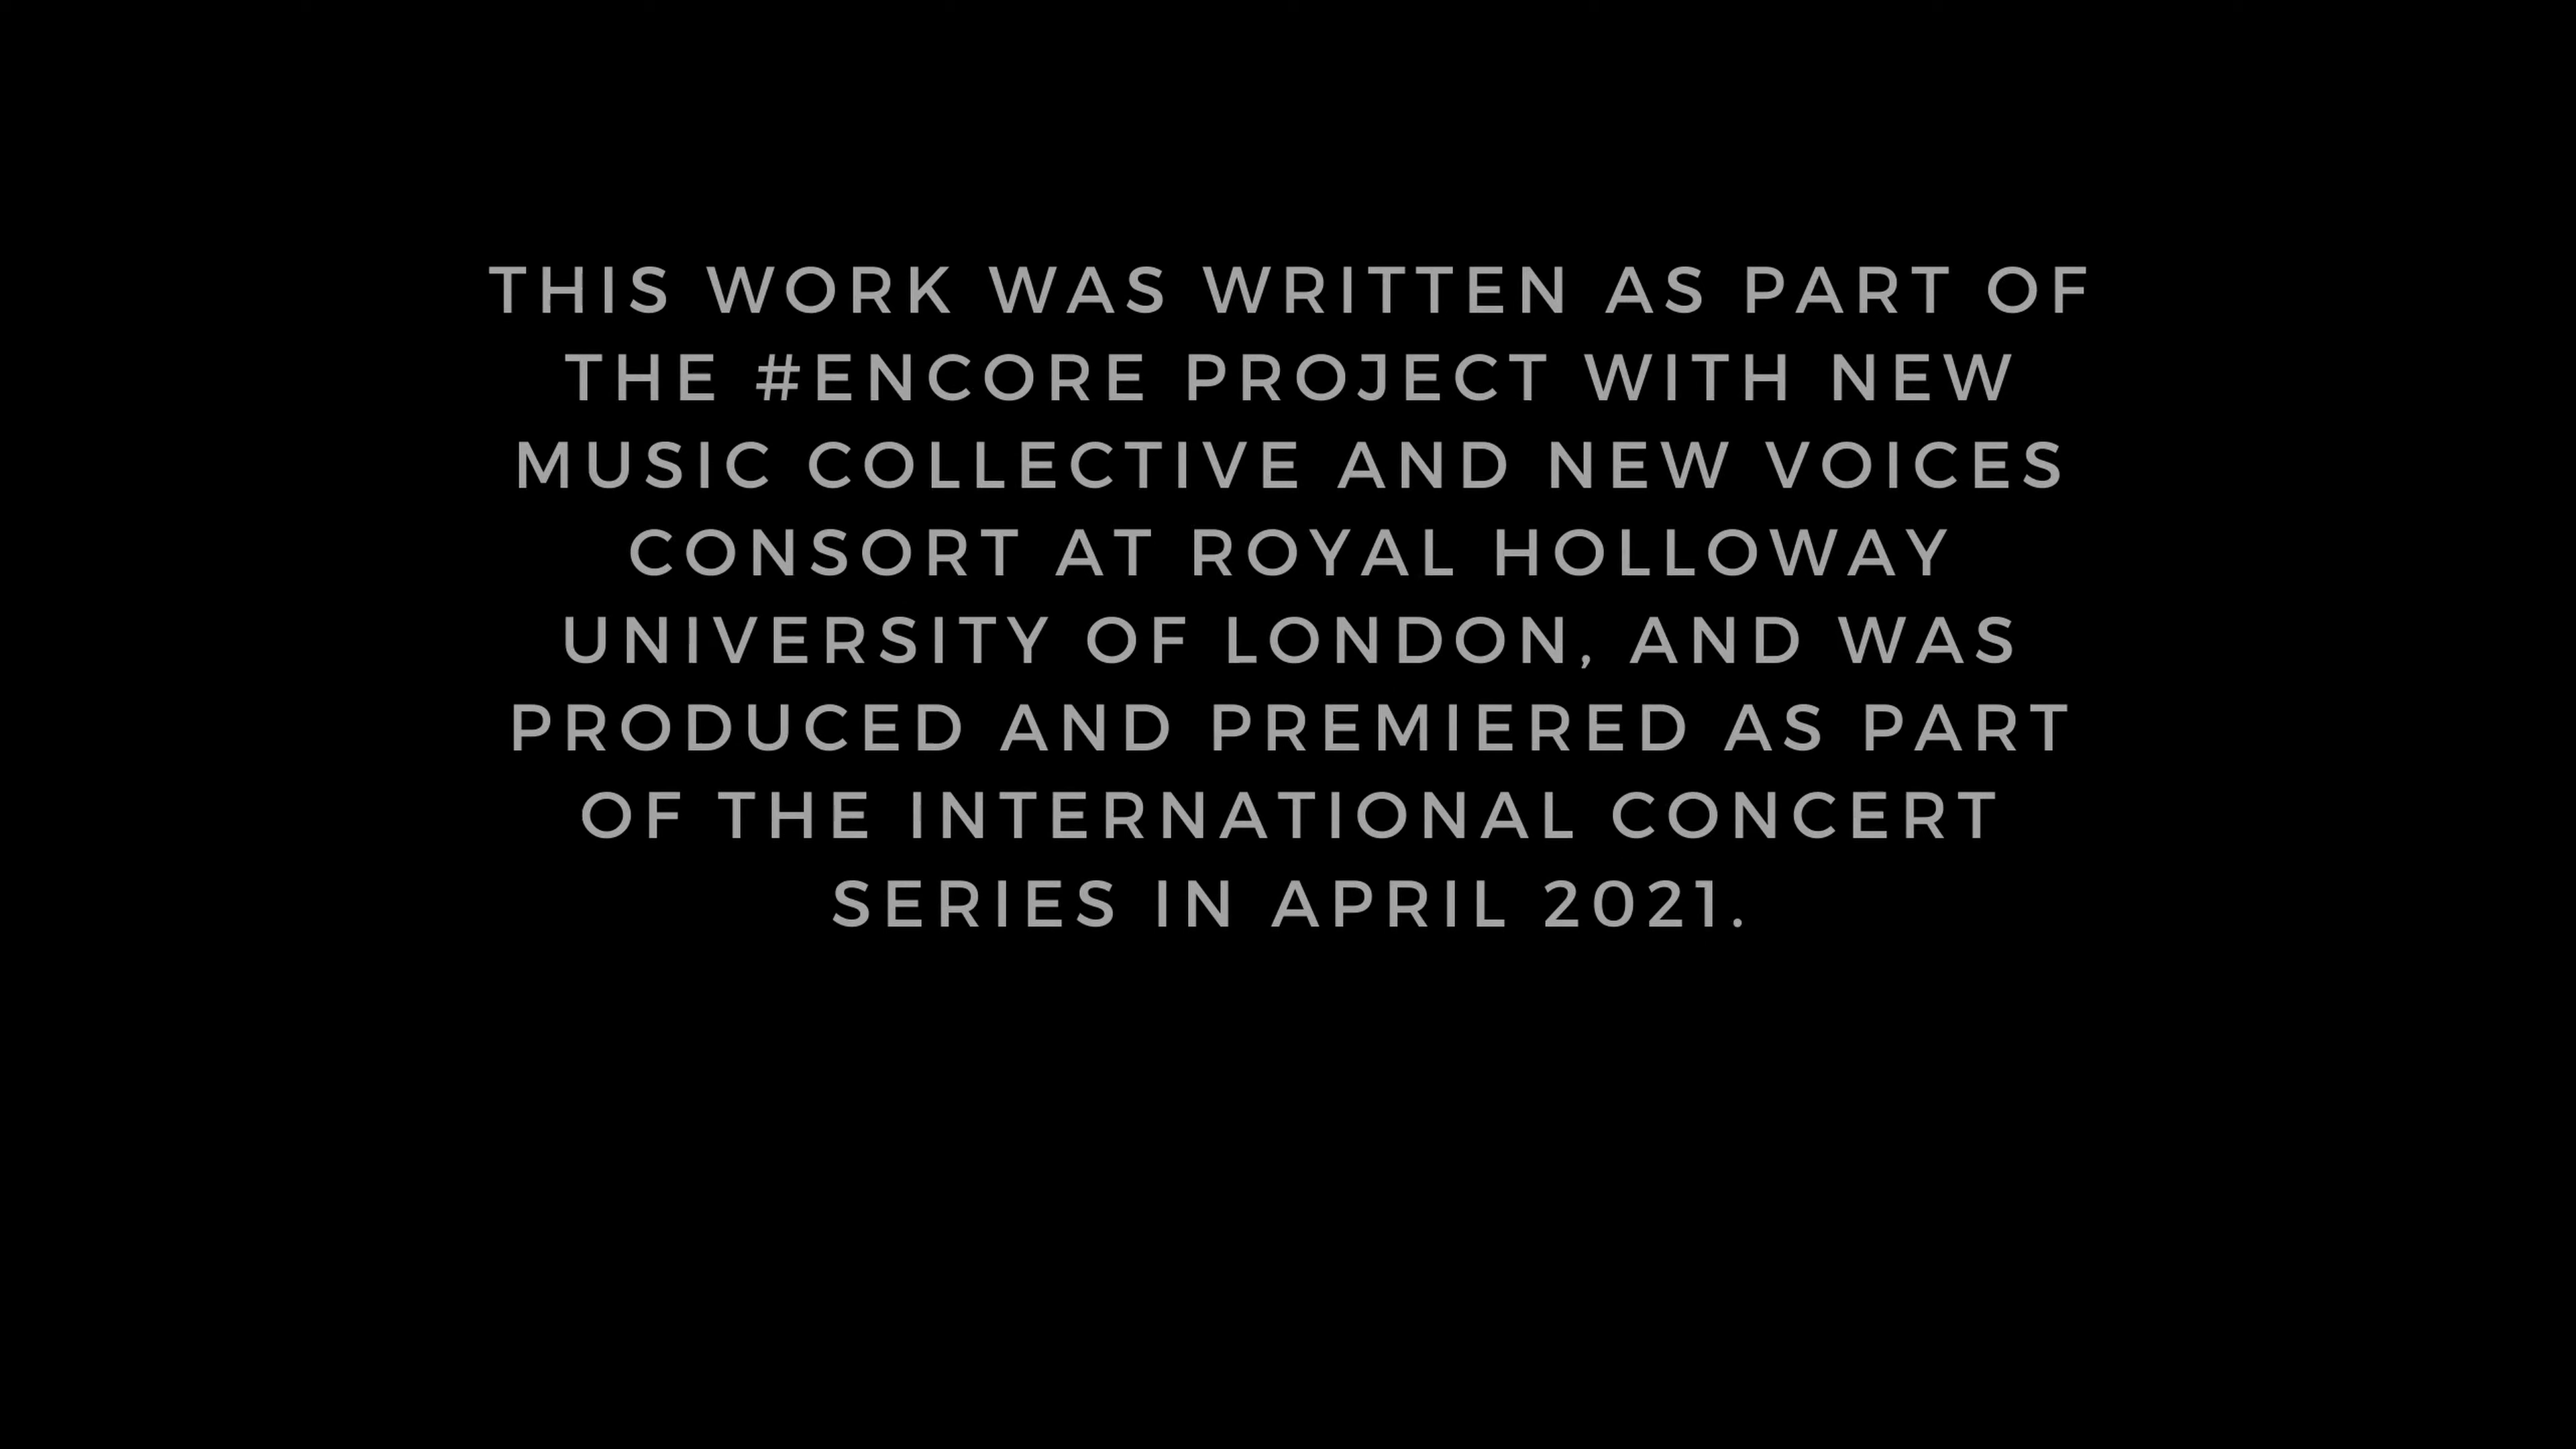 THIS WORK WAS WRITTEN AS PART OF
THE #ENCORE PROJECT WITH NEW
MUSIC COLLECTIVE AND NEW VOICES
CONSORT AT ROYAL HOLLOWAY
UNIVERSITY OF LONDON, AND WAS
PRODUCED AND PREMIERED AS PART
OF THE INTERNATIONAL CONCERT
SERIES IN APRIL 2021.